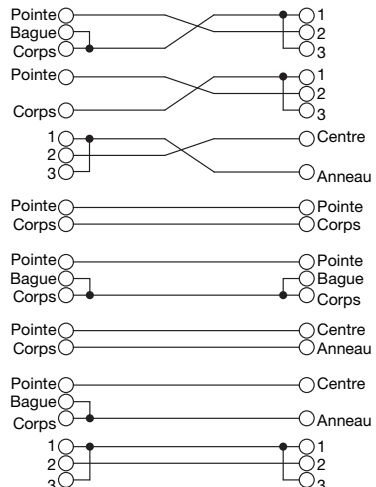 Pointe 1
Bague 2
Corps 3
Pointe 1
2
Corps 3
1 Centre
2
3 Anneau
Pointe Pointe
Corps Corps
Pointe Pointe
Bague Bague
Corps Corps
Pointe Centre
Corps Anneau
Pointe Centre
Bague
Corps Anneau
1 1
2 2
3 3